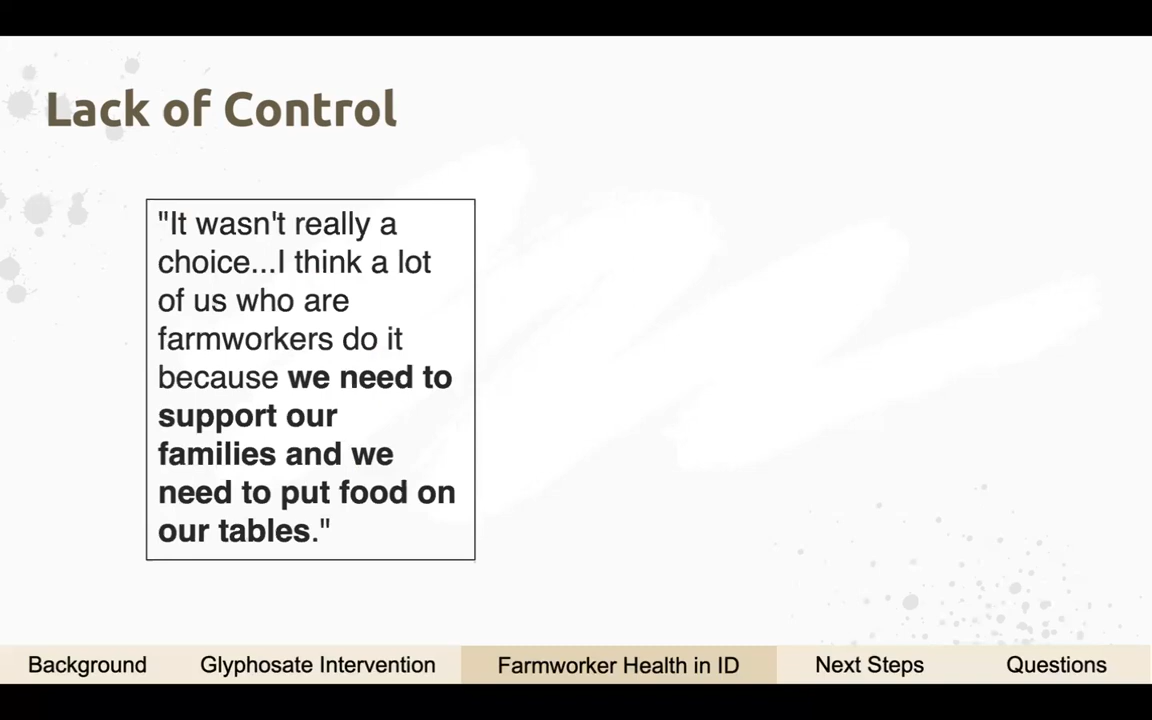 Lack of Control
"It wasn't really a
choice...I think a lot
of us who are
farmworkers do it
because we need to
support our
families and we
need to put food on
our tables."
Background Glyphosate Intervention Farmworker Health in ID Next Steps Questions